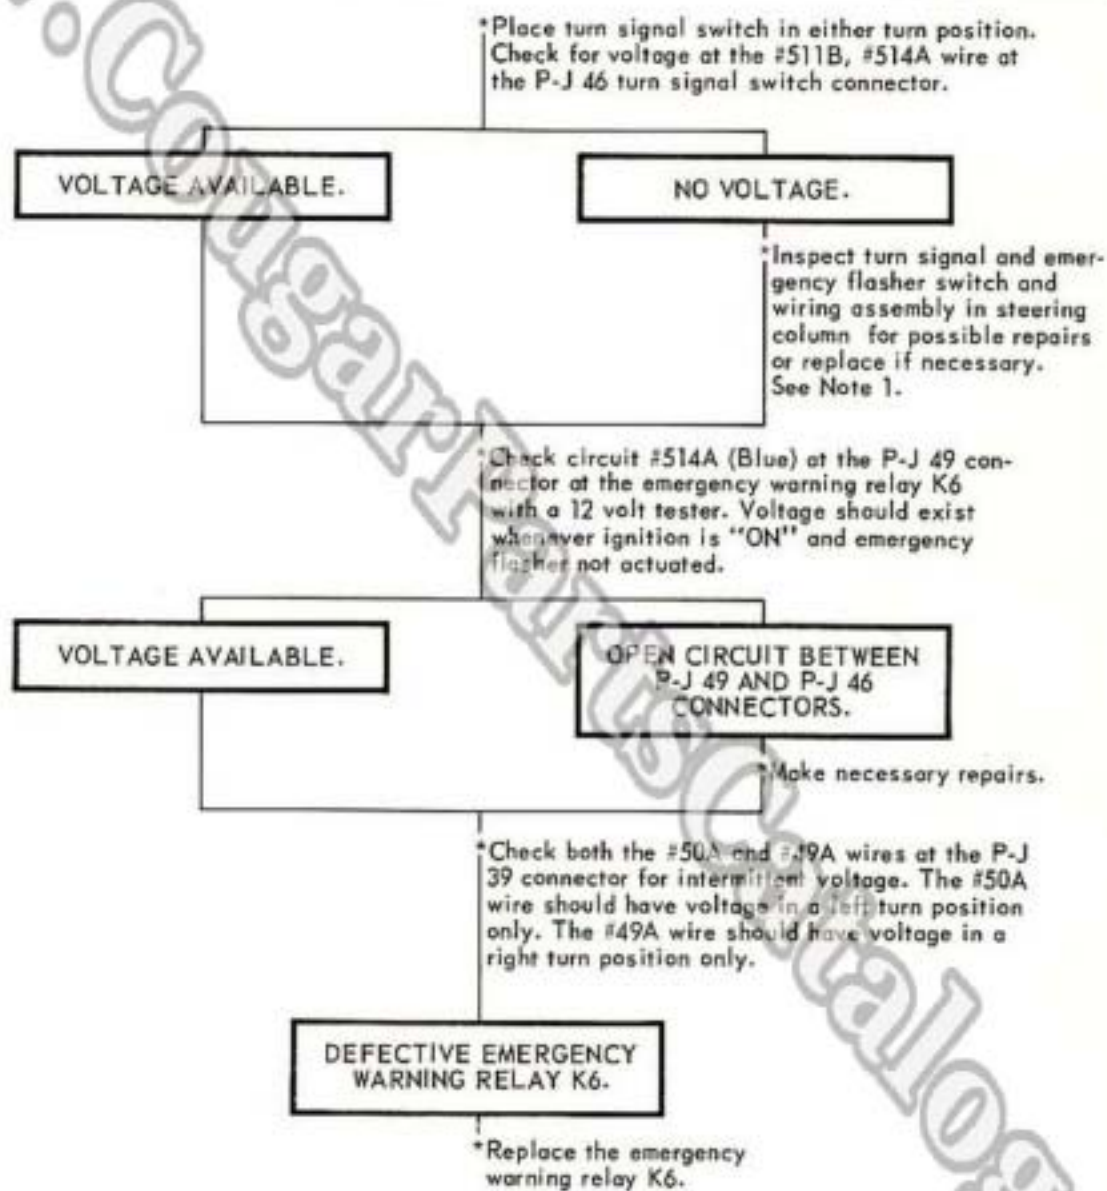 *Place turn signal switch in either turn position.
Check for voltage at the #511B, #514A wire at
the P-J 46 turn signal switch connector.
VOLTAGE AVAILABLE.
NO VOLTAGE.
*Inspect turn signal and emer-
gency flasher switch and
wiring assembly in steering
column for possible repairs
or replace if necessary.
See Note 1.
*Check circuit #514A (Blue) at the P-J 49 con-
nector at the emergency warning relay K6
with a 12 volt tester. Voltage should exist
whenever ignition is "ON" and emergency
flasher not actuated.
VOLTAGE AVAILABLE.
OPEN CIRCUIT BETWEEN
P-J 49 AND P-J 46
CONNECTORS.
*Make necessary repairs.
*Check both the #50A and #49A wires at the P-J
39 connector for intermittent voltage. The #50A
wire should have voltage in a left turn position
only. The #49A wire should have voltage in a
right turn position only.
DEFECTIVE EMERGENCY
WARNING RELAY K6.
*Replace the emergency
warning relay K6.
.CougarPartsCatalog